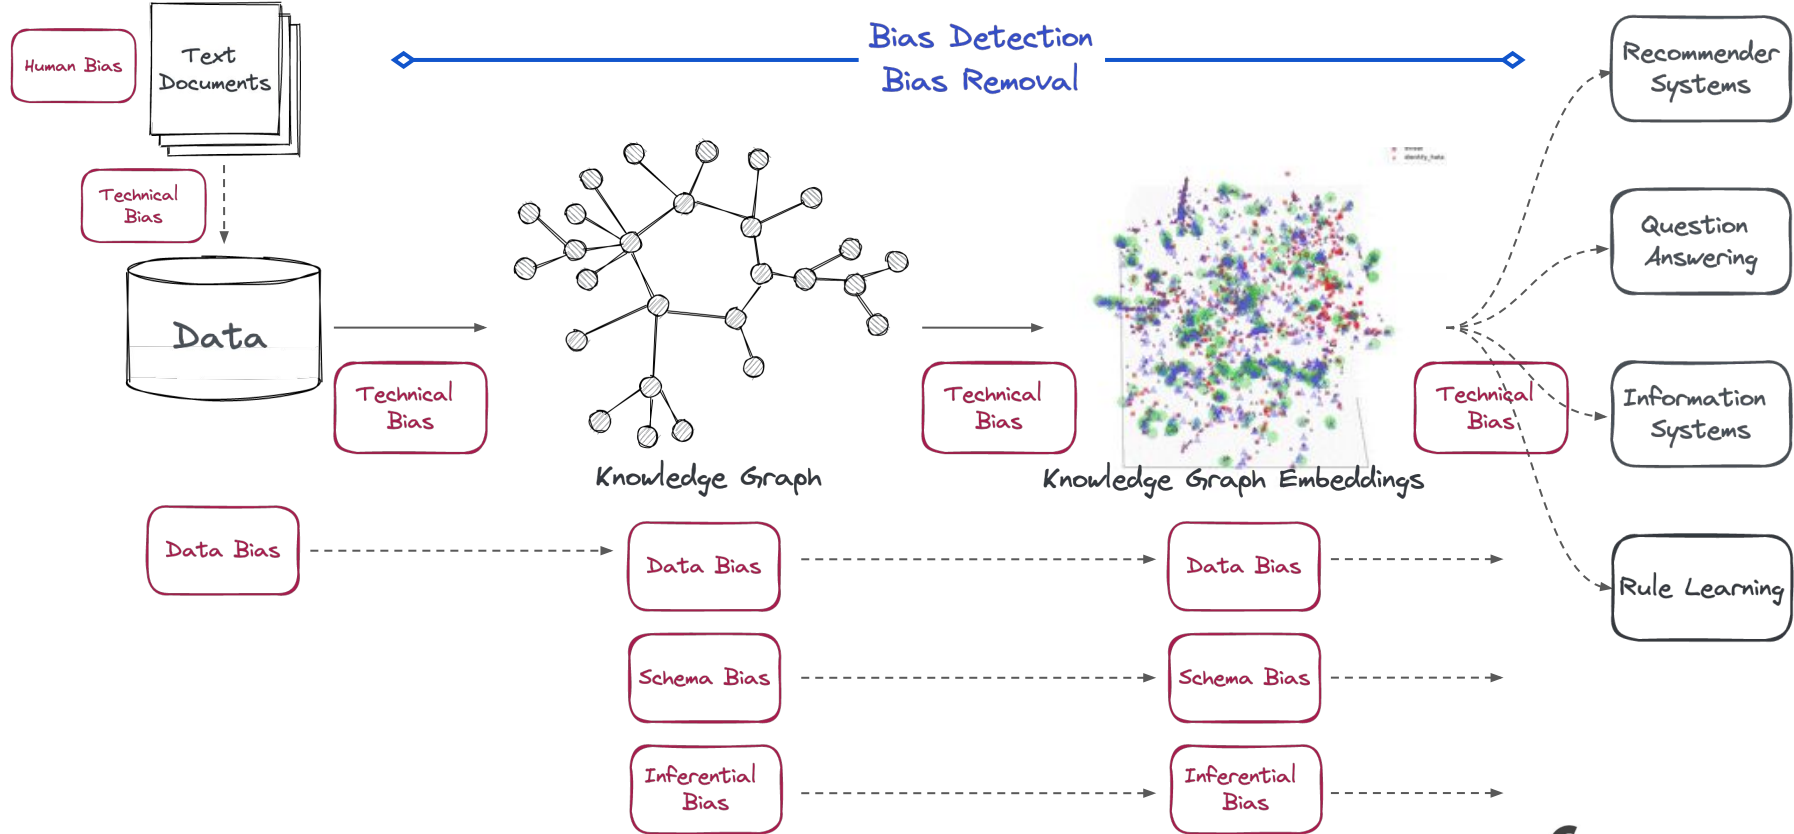 Human Bias
Text
Documents
Bias Detection
Bias Removal
Recommender
Systems
Technical
Bias
Question
Answering
Data
Technical
Bias
Technical
Bias
Technical
Bias
Information
Systems
Knowledge Graph
Knowledge Graph Embeddings
Data Bias
Data Bias
Data Bias
Rule Learning
Schema Bias
Schema Bias
Inferential
Bias
Inferential
Bias